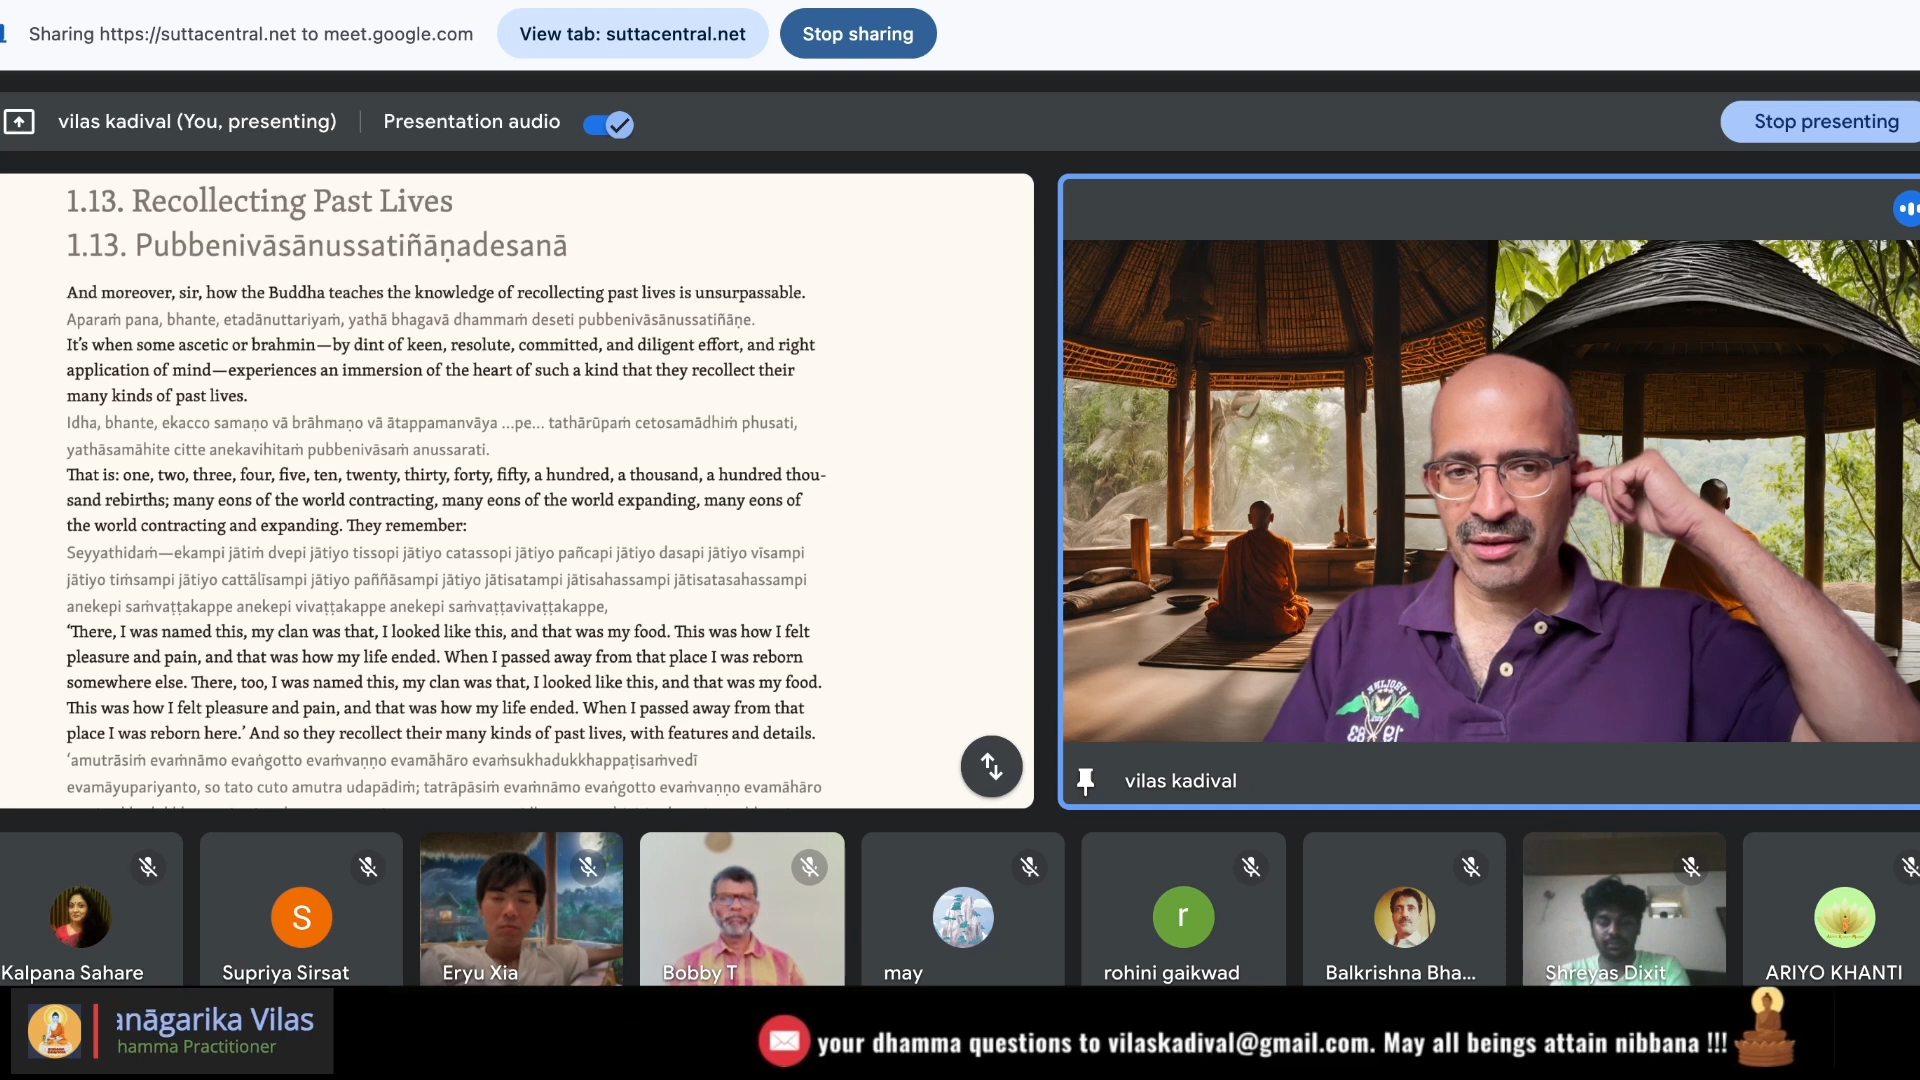 Sharing https://suttacentral.net to meet.google.com
View tab: suttacentral.net
Stop sharing
vilas kadival (You, presenting)
Presentation audio
Stop presenting
1.13. Recollecting Past Lives
1.13. Pubbenivāsānussatiñāṇadesanā
And moreover, sir, how the Buddha teaches the knowledge of recollecting past lives is unsurpassable.
Aparaṁ pana, bhante, etadānuttariyaṁ, yathā bhagavā dhammaṁ deseti pubbenivāsānussatiñāṇe.
It’s when some ascetic or brahmin—by dint of keen, resolute, committed, and diligent effort, and right
application of mind—experiences an immersion of the heart of such a kind that they recollect their
many kinds of past lives.
Idha, bhante, ekacco samaṇo vā brāhmaṇo vā ātappamanvāya …pe… tathārūpaṁ cetosamādhiṁ phusati,
yathāsamāhite citte anekavihitaṁ pubbenivāsaṁ anussarati.
That is: one, two, three, four, five, ten, twenty, thirty, forty, fifty, a hundred, a thousand, a hundred thou-
sand rebirths; many eons of the world contracting, many eons of the world expanding, many eons of
the world contracting and expanding. They remember:
Seyyathidaṁ—ekampi jātiṁ dvepi jātiyo tissopi jātiyo catassopi jātiyo pañcapi jātiyo dasapi jātiyo vīsampi
jātiyo tiṁsampi jātiyo cattālīsampi jātiyo paññāsampi jātiyo jātisatampi jātisahassampi jātisatasahassampi
anekepi saṁvaṭṭakappe anekepi vivaṭṭakappe anekepi saṁvaṭṭavivaṭṭakappe,
‘There, I was named this, my clan was that, I looked like this, and that was my food. This was how I felt
pleasure and pain, and that was how my life ended. When I passed away from that place I was reborn
somewhere else. There, too, I was named this, my clan was that, I looked like this, and that was my food.
This was how I felt pleasure and pain, and that was how my life ended. When I passed away from that
place I was reborn here.’ And so they recollect their many kinds of past lives, with features and details.
‘amutrāsiṁ evaṁnāmo evaṅgotto evaṁvaṇṇo evamāhāro evaṁsukhadukkhappaṭisaṁvedī
evamāyupariyanto, so tato cuto amutra udapādiṁ; tatrāpāsiṁ evaṁnāmo evaṅgotto evaṁvaṇṇo evamāhāro
vilas kadival
S
r
Kalpana Sahare
Supriya Sirsat
Eryu Xia
Bobby T
may
rohini gaikwad
Balkrishna Bha...
Shreyas Dixit
ARIYO KHANTI
anāgarika Vilas
hamma Practitioner
your dhamma questions to vilaskadival@gmail.com. May all beings attain nibbana !!!